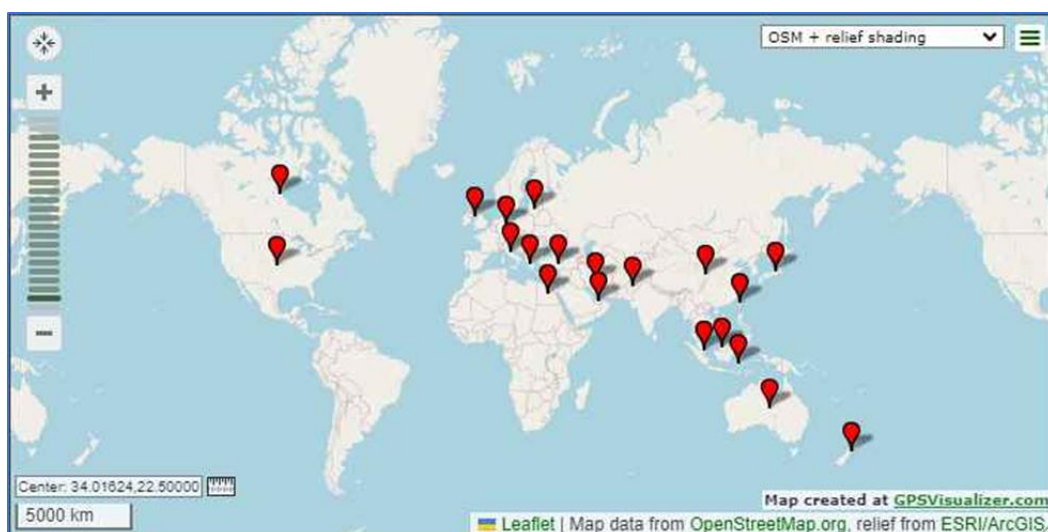 OSM + relief shading
+
−
Center: 34.01624,22.50000
5000 km
Map created at GPSVisualizer.com
Leaflet | Map data from OpenStreetMap.org, relief from ESRI/ArcGIS